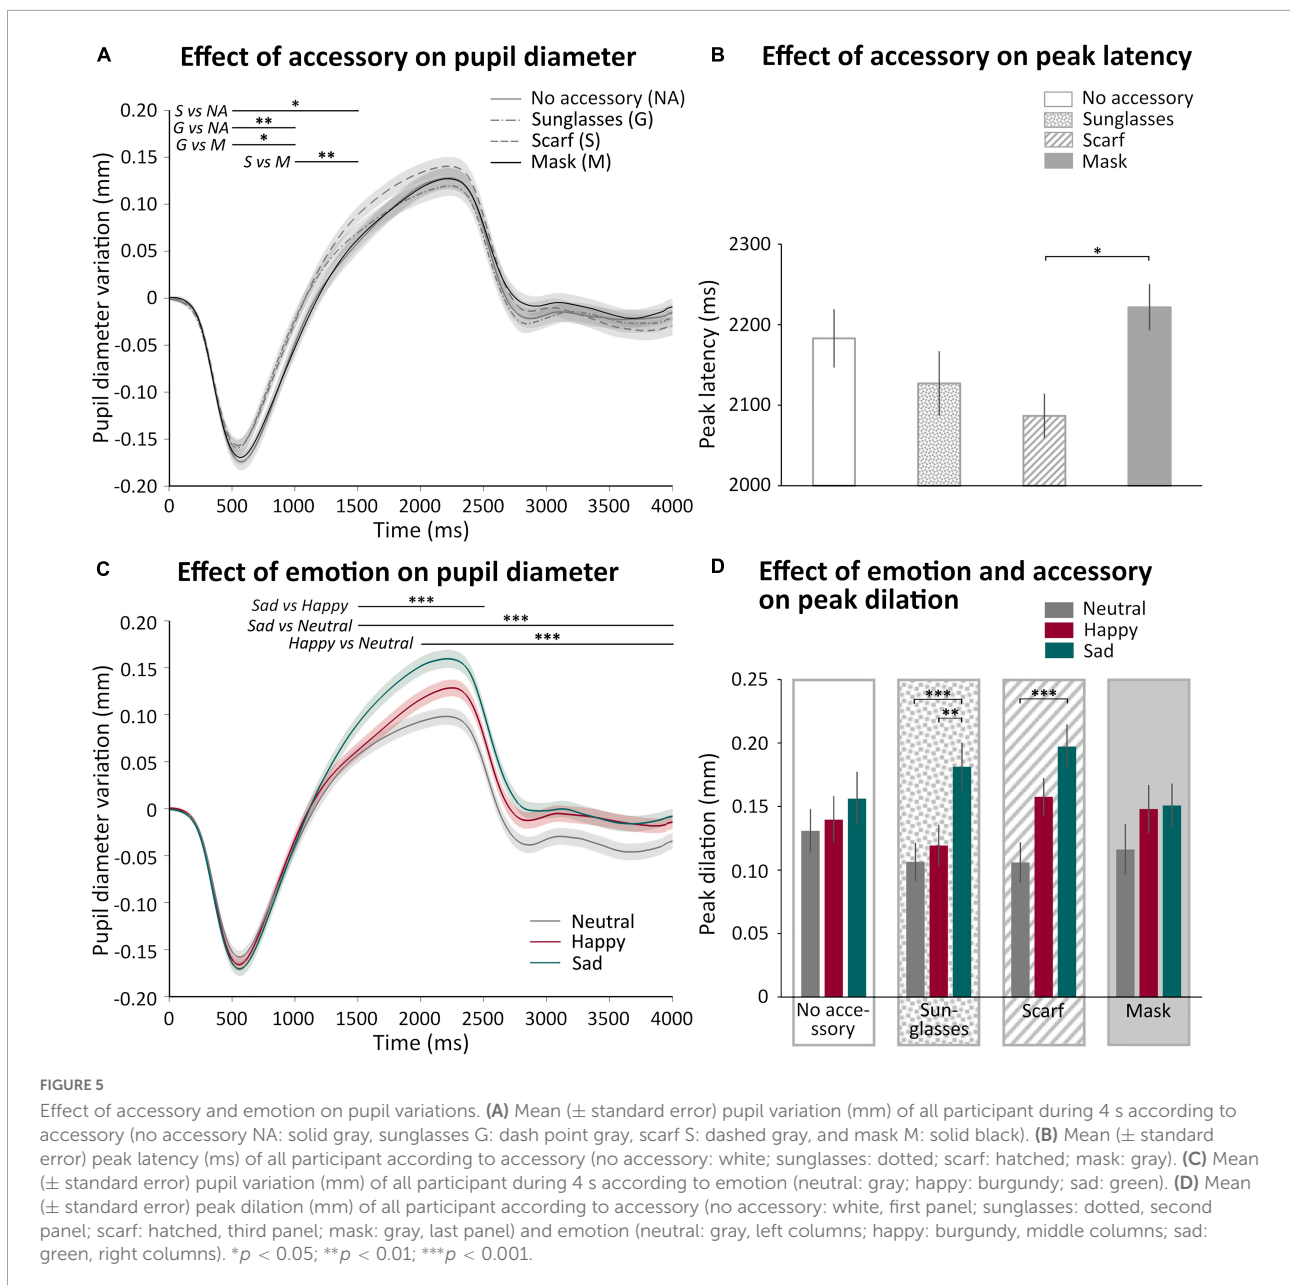 A Effect of accessory on pupil diameter
S vs NA *
G vs NA **
G vs M *
S vs M **
No accessory (NA)
Sunglasses (G)
Scarf (S)
Mask (M)
Pupil diameter variation (mm)
0.20
0.15
0.10
0.05
0
-0.05
-0.10
-0.15
-0.20
0 500 1000 1500 2000 2500 3000 3500 4000
Time (ms)
B Effect of accessory on peak latency
No accessory
Sunglasses
Scarf
Mask
Peak latency (ms)
2300
2200
2100
2000
*
C Effect of emotion on pupil diameter
Sad vs Happy ***
Sad vs Neutral ***
Happy vs Neutral ***
Pupil diameter variation (mm)
0.20
0.15
0.10
0.05
0
-0.05
-0.10
-0.15
-0.20
Neutral
Happy
Sad
0 500 1000 1500 2000 2500 3000 3500 4000
Time (ms)
D Effect of emotion and accessory
on peak dilation
Neutral
Happy
Sad
Peak dilation (mm)
0.25
0.20
0.15
0.10
0.05
0
*** ***
**
No acce-
ssory
Sun-
glasses
Scarf
Mask
FIGURE 5
Effect of accessory and emotion on pupil variations. (A) Mean (± standard error) pupil variation (mm) of all participant during 4 s according to
accessory (no accessory NA: solid gray, sunglasses G: dash point gray, scarf S: dashed gray, and mask M: solid black). (B) Mean (± standard
error) peak latency (ms) of all participant according to accessory (no accessory: white; sunglasses: dotted; scarf: hatched; mask: gray). (C) Mean
(± standard error) pupil variation (mm) of all participant during 4 s according to emotion (neutral: gray; happy: burgundy; sad: green). (D) Mean
(± standard error) peak dilation (mm) of all participant according to accessory (no accessory: white, first panel; sunglasses: dotted, second
panel; scarf: hatched, third panel; mask: gray, last panel) and emotion (neutral: gray, left columns; happy: burgundy, middle columns; sad:
green, right columns). *p < 0.05; **p < 0.01; ***p < 0.001.